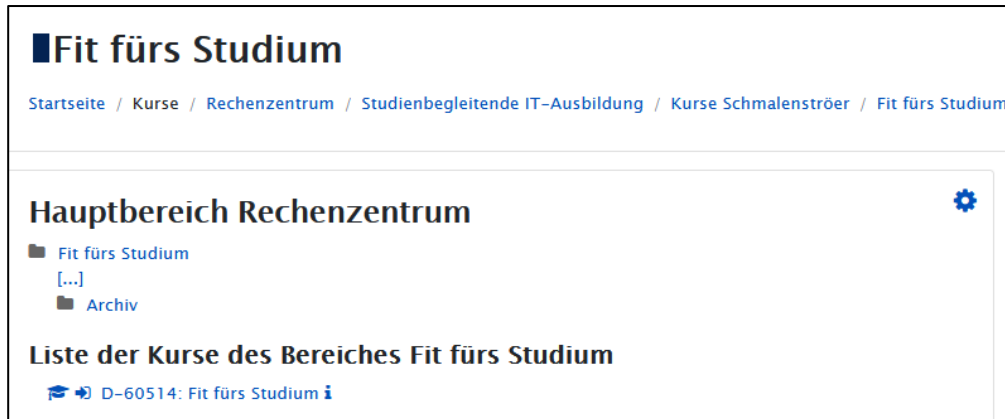 Fit fürs Studium
Startseite / Kurse / Rechenzentrum / Studienbegleitende IT-Ausbildung / Kurse Schmalenströer / Fit fürs Studium
Hauptbereich Rechenzentrum
Fit fürs Studium
[...]
Archiv
Liste der Kurse des Bereiches Fit fürs Studium
D-60514: Fit fürs Studium